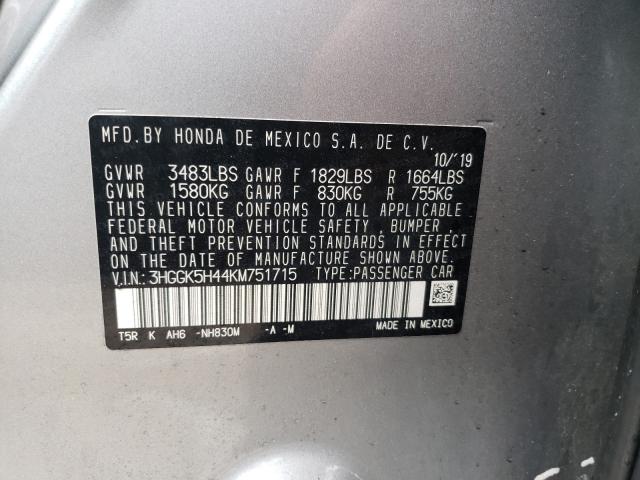 MFD. BY HONDA DE MEXICO S.A. DE C.V.
10/'19
GVWR 3483LBS GAWR F 1829LBS R 1664LBS
GVWR 1580KG GAWR F 830KG R 755KG
THIS VEHICLE CONFORMS TO ALL APPLICABLE
FEDERAL MOTOR VEHICLE SAFETY , BUMPER ,
AND THEFT PREVENTION STANDARDS IN EFFECT
ON THE DATE OF MANUFACTURE SHOWN ABOVE.
V.I.N: 3HGGK5H44KM751715 TYPE:PASSENGER CAR
T5R K AH6 -NH830M -A -M MADE IN MEXICO